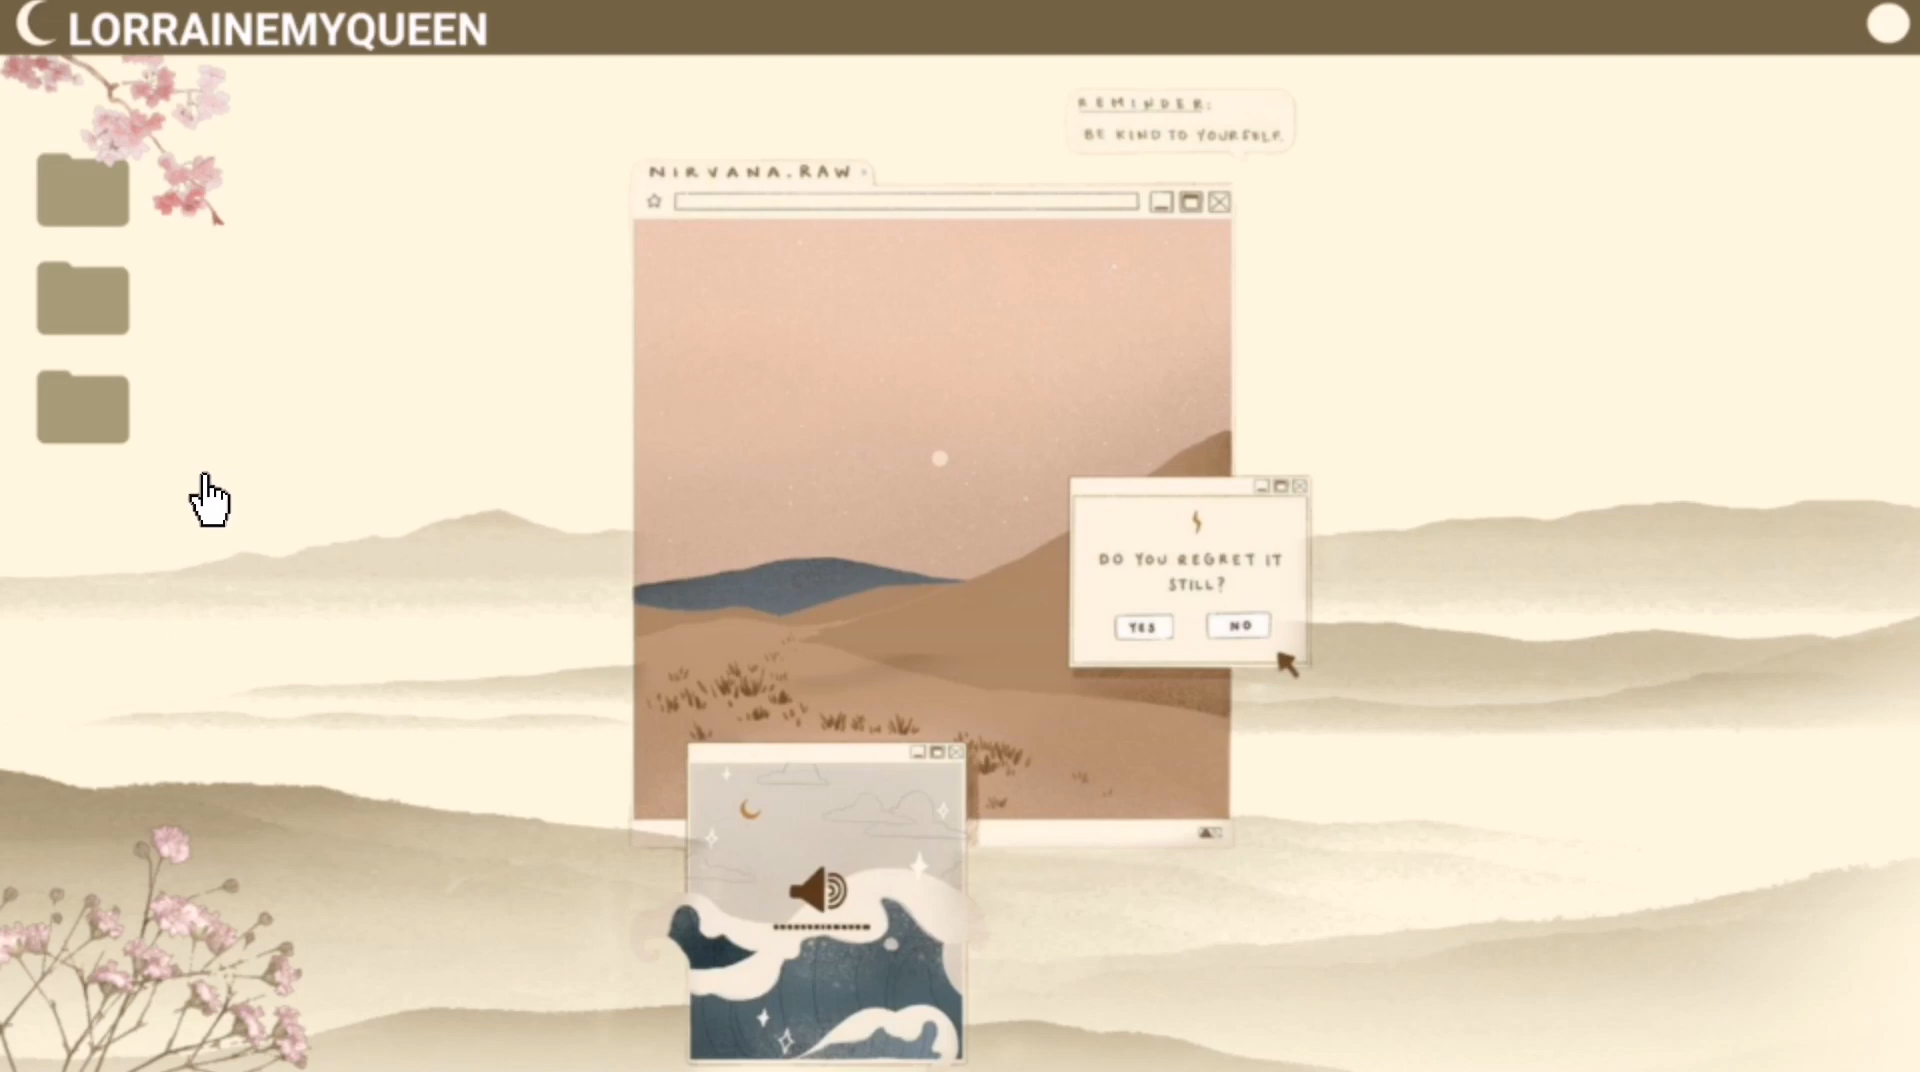 LORRAINEMYQUEEN
REMINDER:
BE KIND TO YOURSELF.
NIRVANA.RAW
DO YOU REGRET IT
STILL?
YES NO